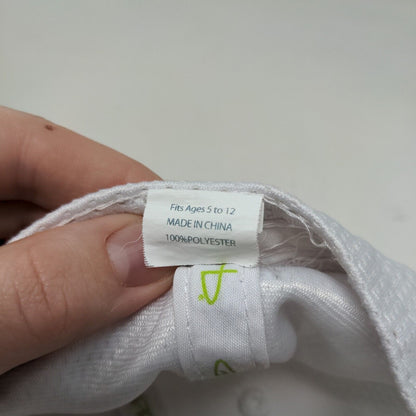 Fits Ages 5 to 12
MADE IN CHINA
100%POLYESTER